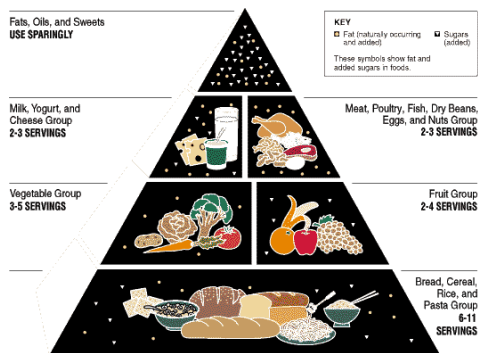 Fats, Oils, and Sweets
USE SPARINGLY
KEY
Fat (naturally occurring and added)
Sugars (added)
These symbols show fat and
added sugars in foods.
Milk, Yogurt, and
Cheese Group
2-3 SERVINGS
Meat, Poultry, Fish, Dry Beans,
Eggs, and Nuts Group
2-3 SERVINGS
Vegetable Group
3-5 SERVINGS
Fruit Group
2-4 SERVINGS
Bread, Cereal,
Rice, and
Pasta Group
6-11
SERVINGS